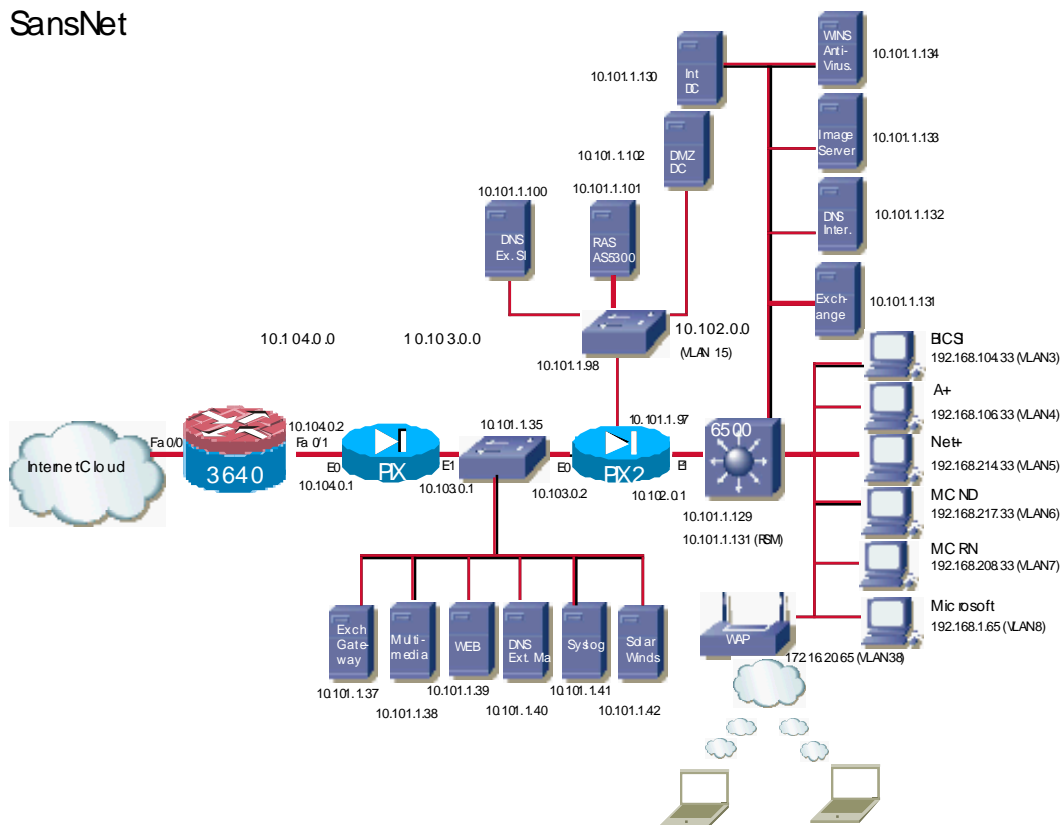 SansNet
WINS
Anti-
Virus.
10.101.1.134
10.101.1.130
Int
DC
Image
Server
10.101.1.133
10.101.1.102
DMZ
DC
10.101.1.100
10.101.1.101
DNS
Ex. SI
RAS
AS5300
DNS
Inter.
10.101.1.132
Exch-
ange
10.101.1.131
10.104.0.0
10.103.0.0
10.102.0.0
(VLAN 15)
10.101.1.98
BICSI
192.168.104.33 (VLAN3)
A+
192.168.106.33 (VLAN4)
Net+
192.168.214.33 (VLAN5)
MCND
192.168.217.33 (VLAN6)
MCRN
192.168.208.33 (VLAN7)
Microsoft
192.168.1.65 (VLAN8)
InternetCloud
Fa0/0
3640
10.104.0.2
Fa0/1
E0
10.104.0.1
PIX
E1
10.103.0.1
10.101.1.35
E0
10.103.0.2
PIX2
10.101.1.97
E1
10.102.0.1
6500
10.101.1.129
10.101.1.131 (RSM)
Exch
Gate-
way
Multi-
media
WEB
DNS
Ext. Ma
Syslog
Solar
Winds
10.101.1.37
10.101.1.38
10.101.1.39
10.101.1.40
10.101.1.41
10.101.1.42
WAP
172.16.20.65 (VLAN38)